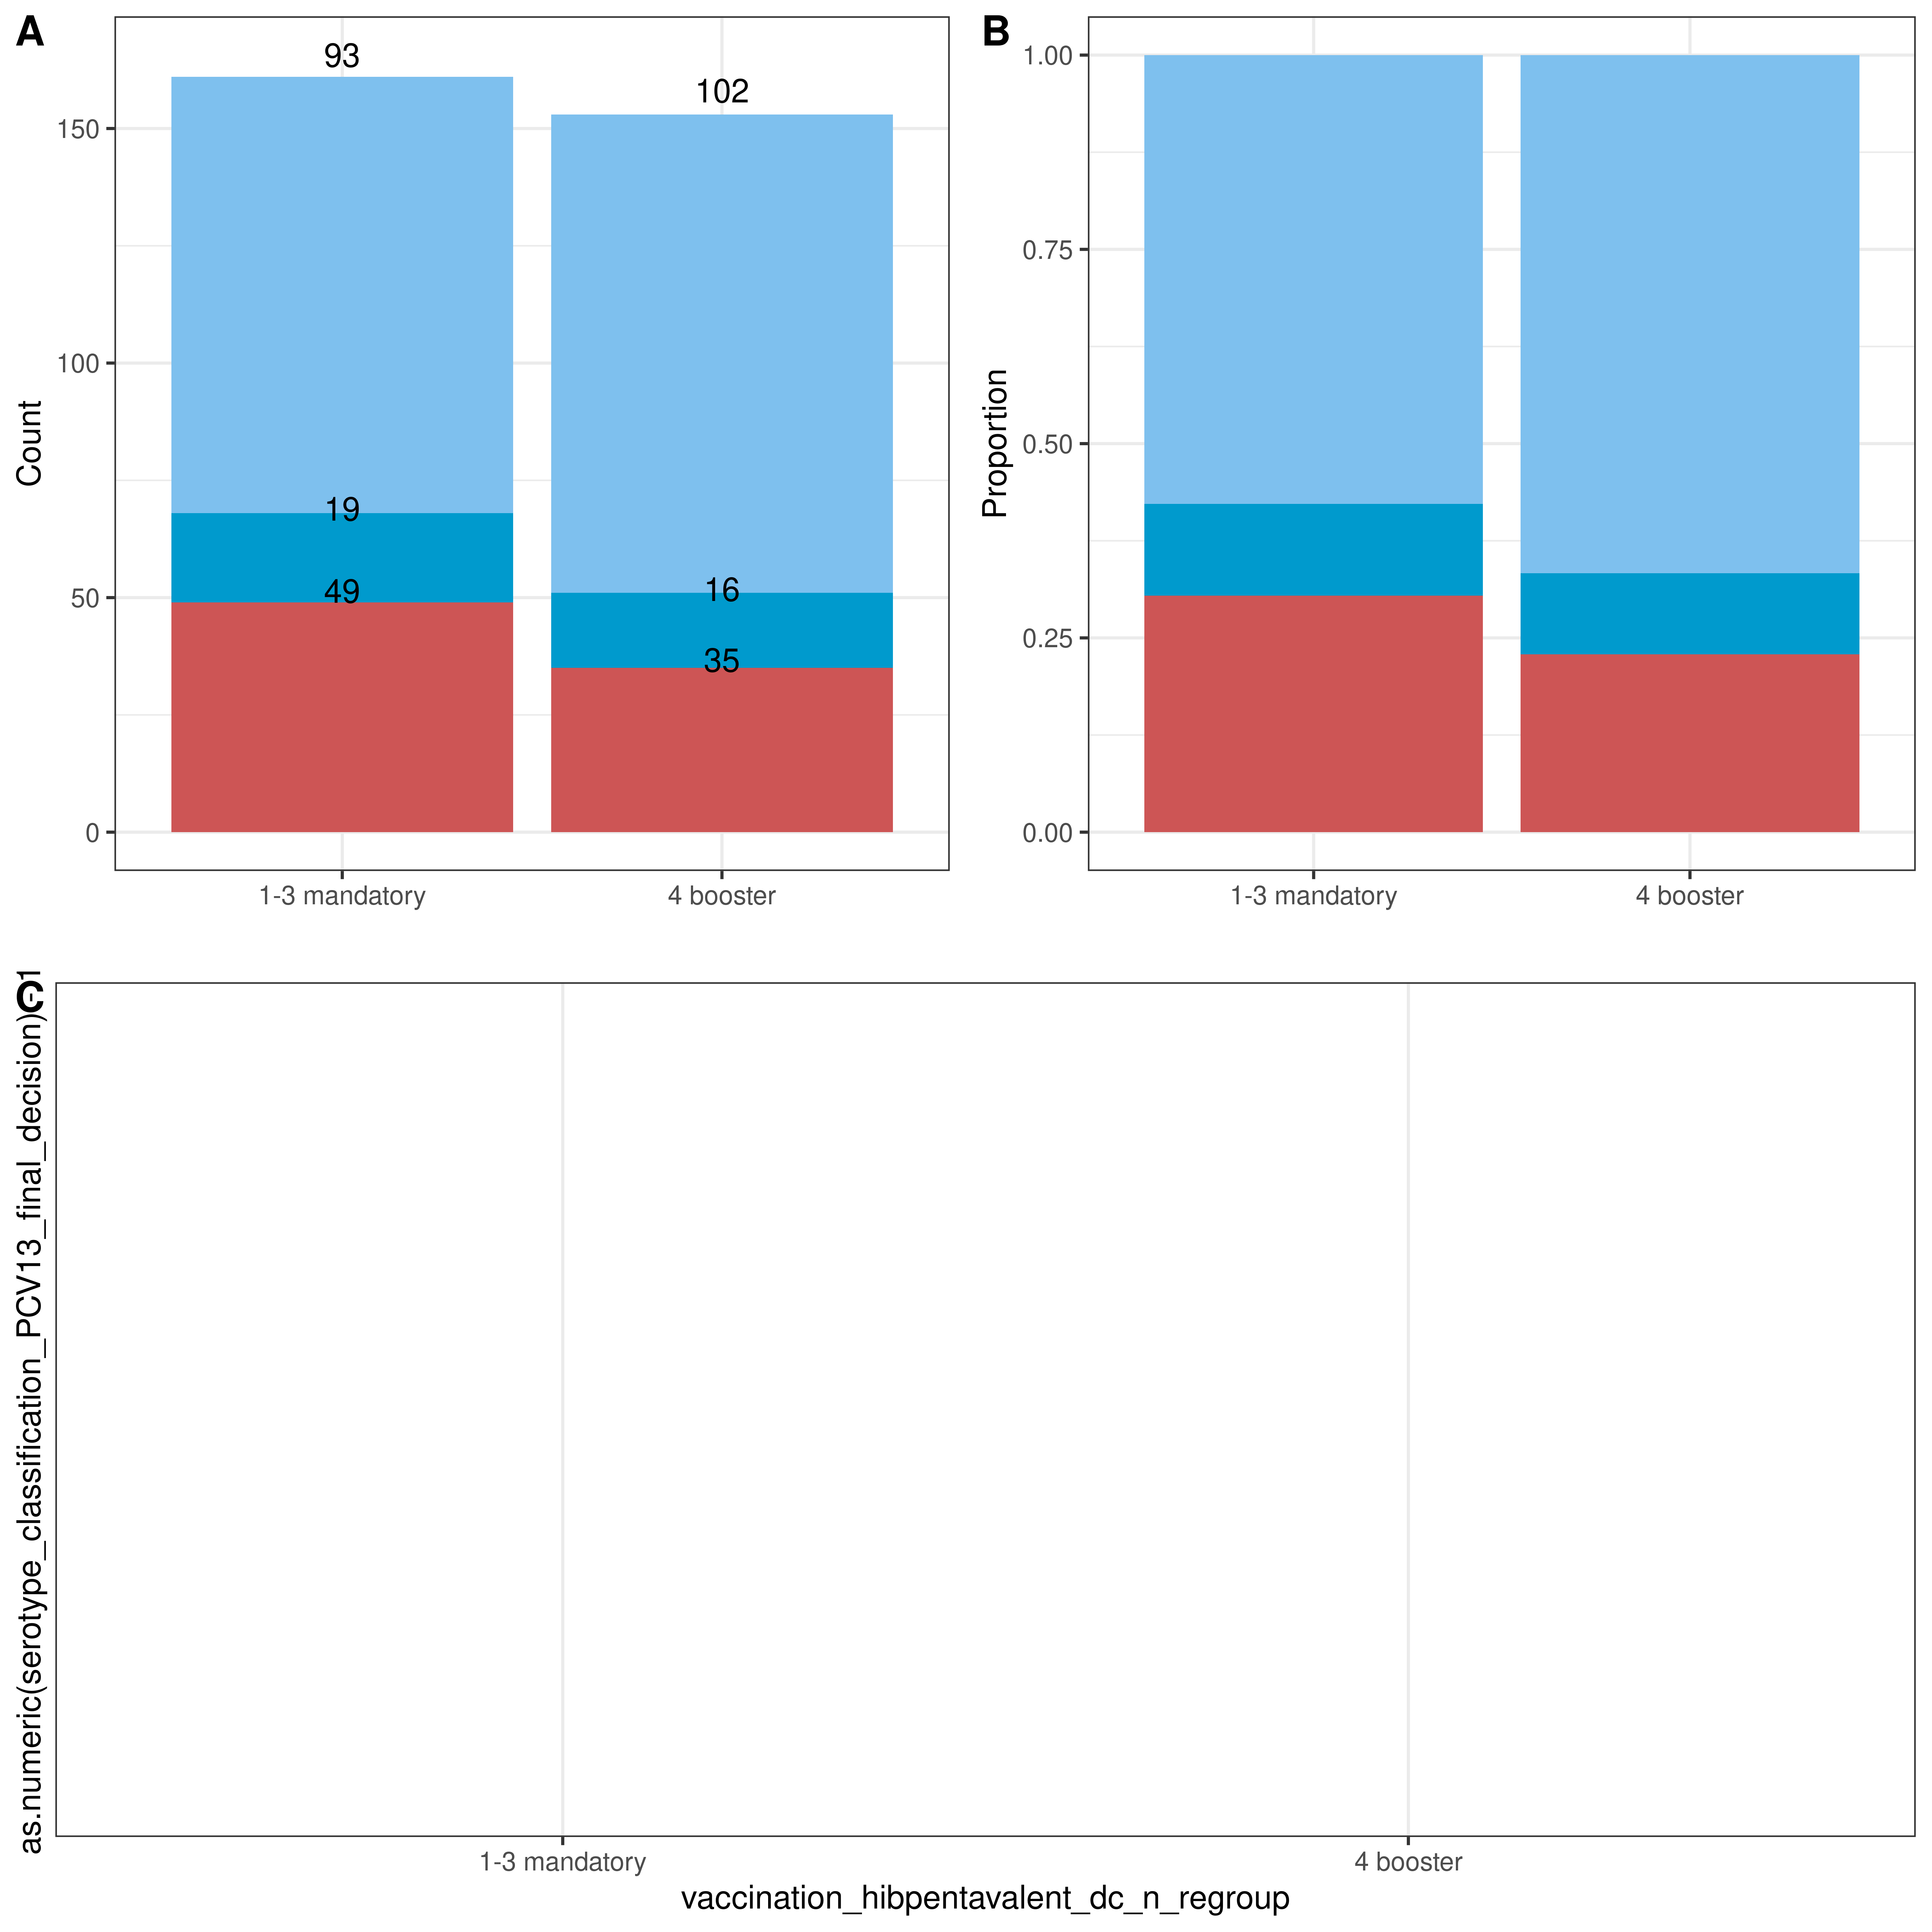 A
93
102
150
100
50
0
19
49
16
35
Count
1-3 mandatory
4 booster
B
1.00
0.75
0.50
0.25
0.00
Proportion
1-3 mandatory
4 booster
C
as.numeric(serotype_classification_PCV13_final_decision)-1
1-3 mandatory
4 booster
vaccination_hibpentavalent_dc_n_regroup